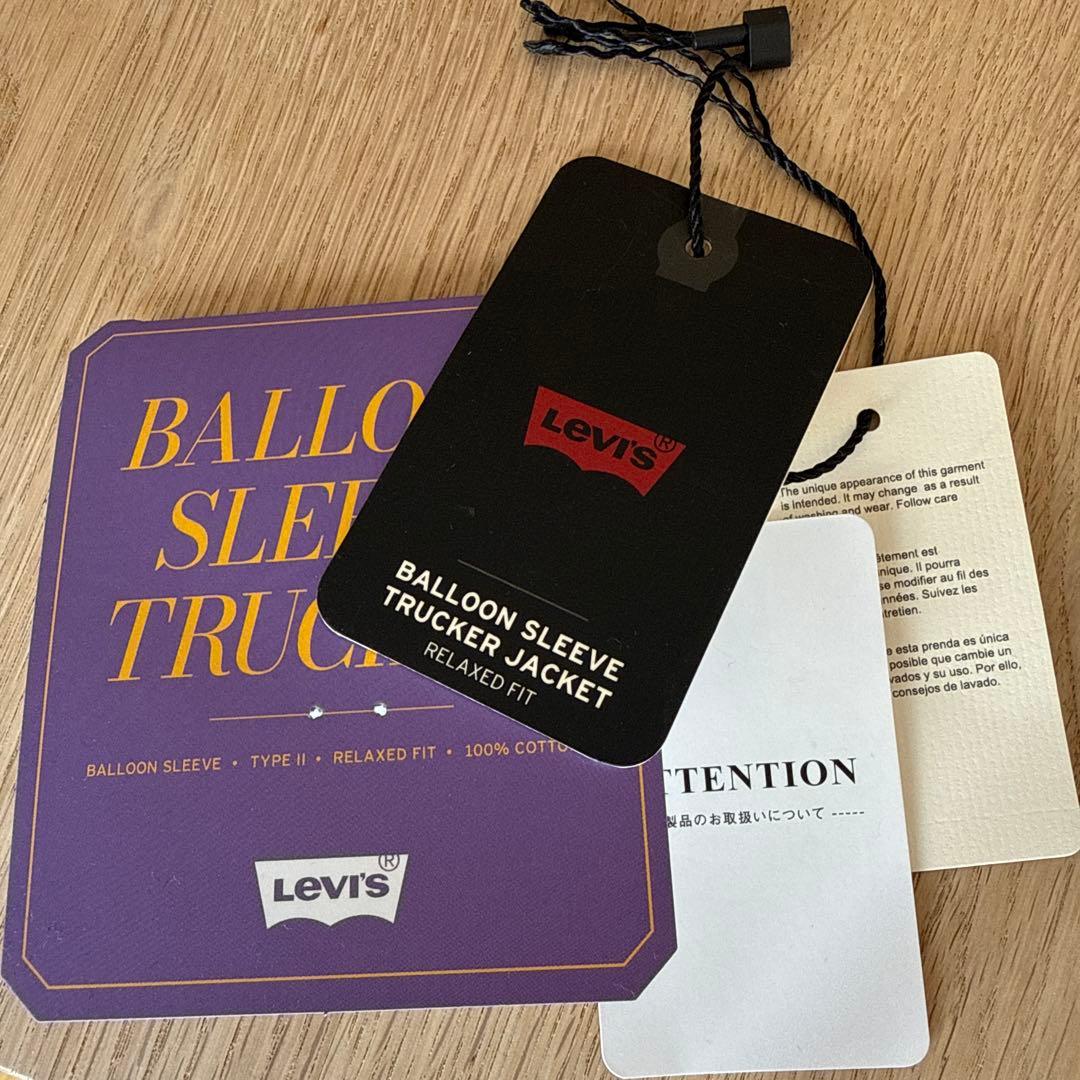 BALLO
SLE
TRUC
BALLOON SLEEVE • TYPE II • RELAXED FIT • 100% COTTO
LEVI'S®
LEVI'S®
BALLOON SLEEVE
TRUCKER JACKET
RELAXED FIT
The unique appearance of this garment
is intended. It may change as a result
of washing and wear. Follow care
êtement est
nique. Il pourra
se modifier au fil des
nnées. Suivez les
tretien.
e esta prenda es única
posible que cambie un
vados y su uso. Por ello,
consejos de lavado.
TTENTION
製品のお取扱いについて -----